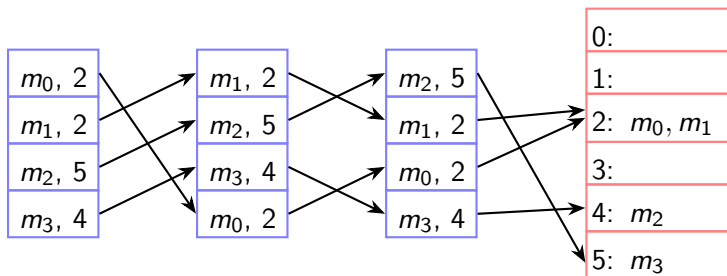 m₀, 2
m₁, 2
m₂, 5
m₃, 4
m₁, 2
m₂, 5
m₃, 4
m₀, 2
m₂, 5
m₁, 2
m₀, 2
m₃, 4
0:
1:
2: m₀, m₁
3:
4: m₂
5: m₃